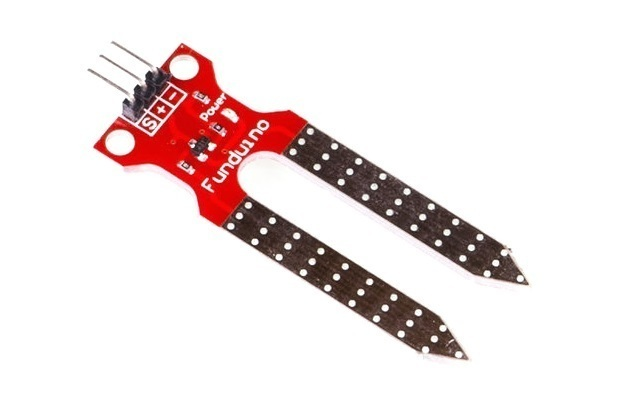 S + -
Power
Funduino